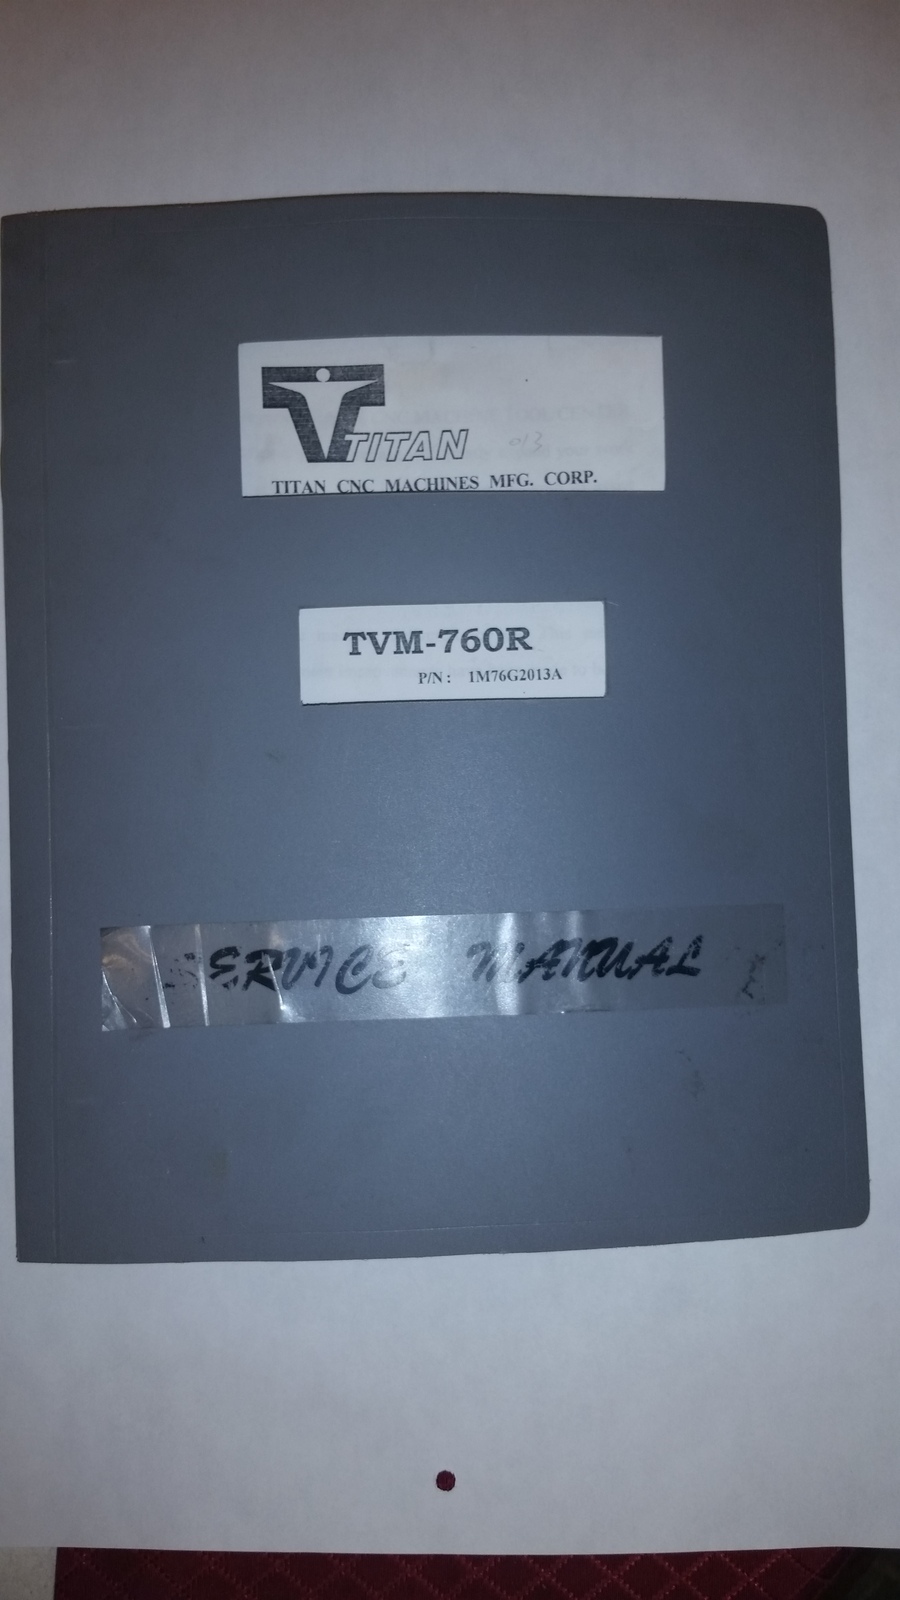 TITAN
013
TITAN CNC MACHINES MFG. CORP.
TVM-760R
P/N : 1M76G2013A
SERVICE MANUAL